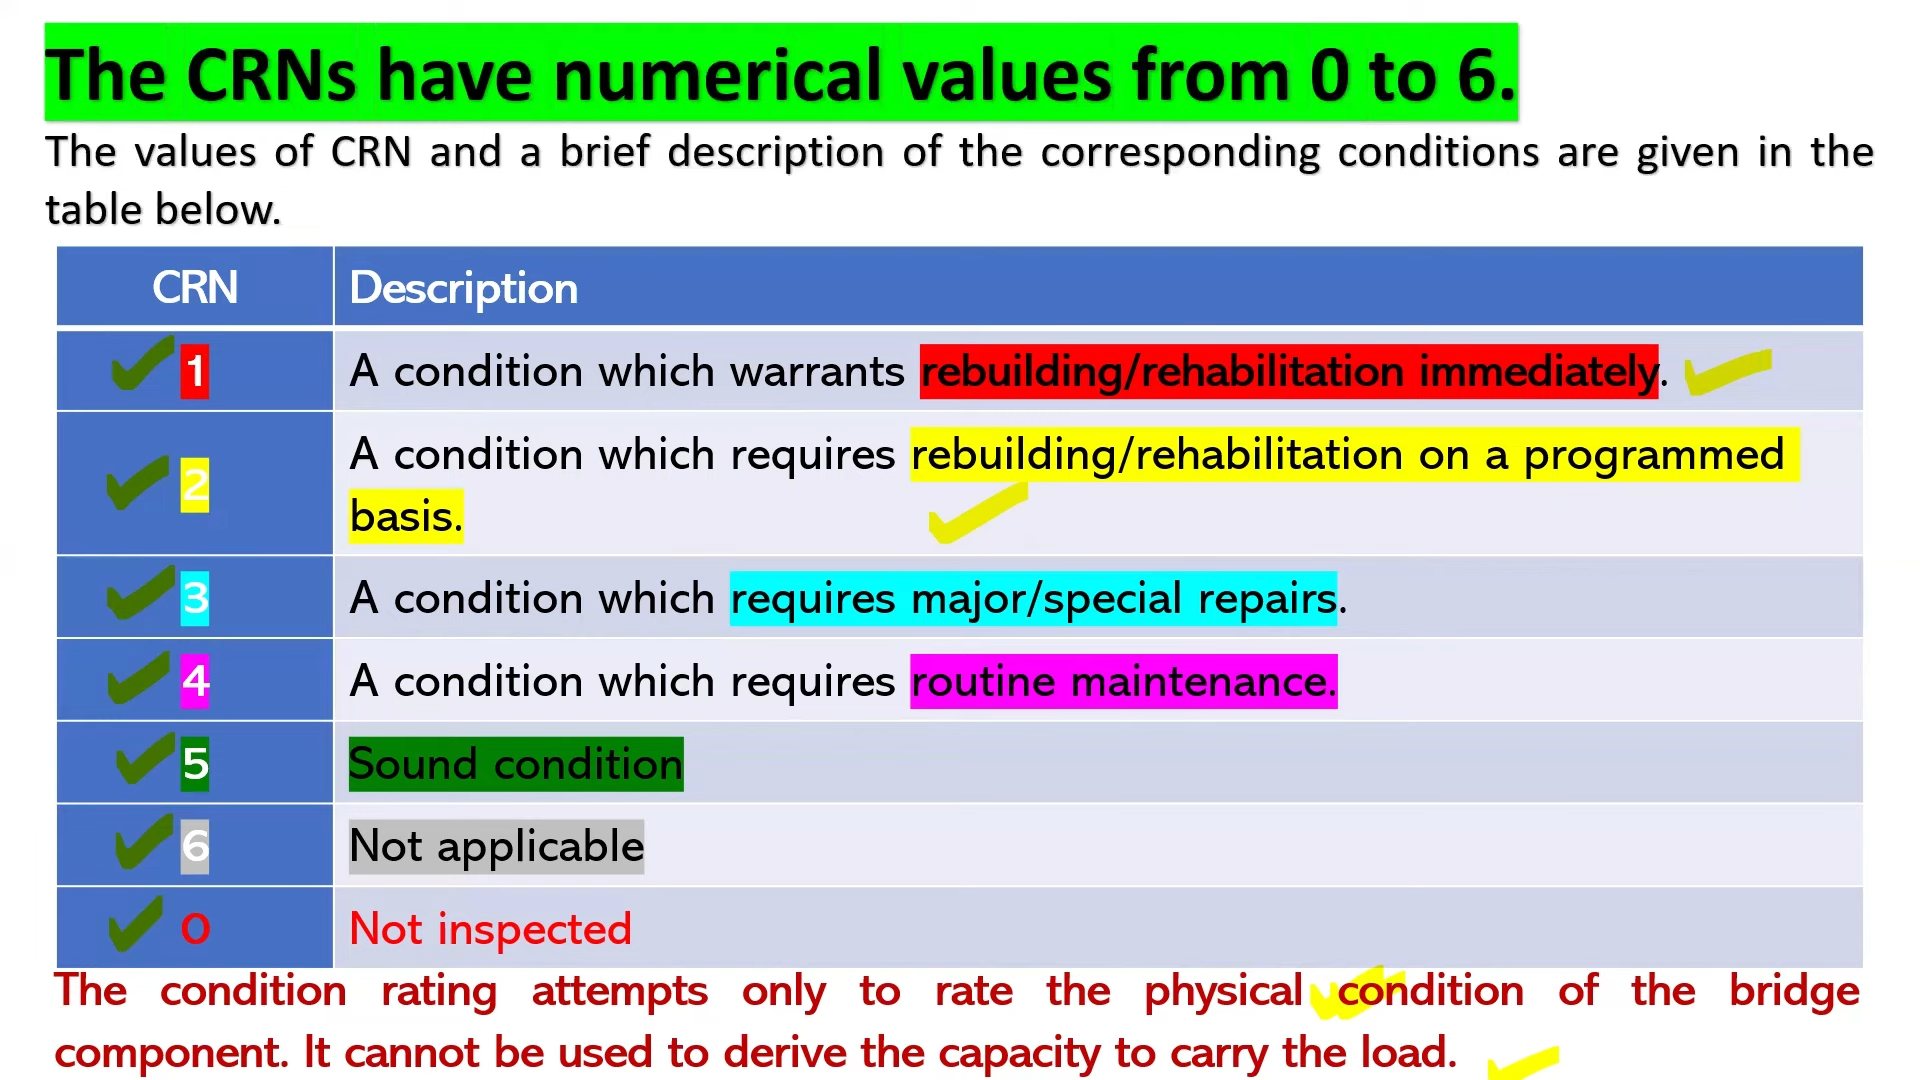 The CRNs have numerical values from 0 to 6.
The values of CRN and a brief description of the corresponding conditions are given in the
table below.
CRN Description
1 A condition which warrants rebuilding/rehabilitation immediately.
2 A condition which requires rebuilding/rehabilitation on a programmed
basis.
3 A condition which requires major/special repairs.
4 A condition which requires routine maintenance.
5 Sound condition
6 Not applicable
0 Not inspected
The condition rating attempts only to rate the physical condition of the bridge
component. It cannot be used to derive the capacity to carry the load.